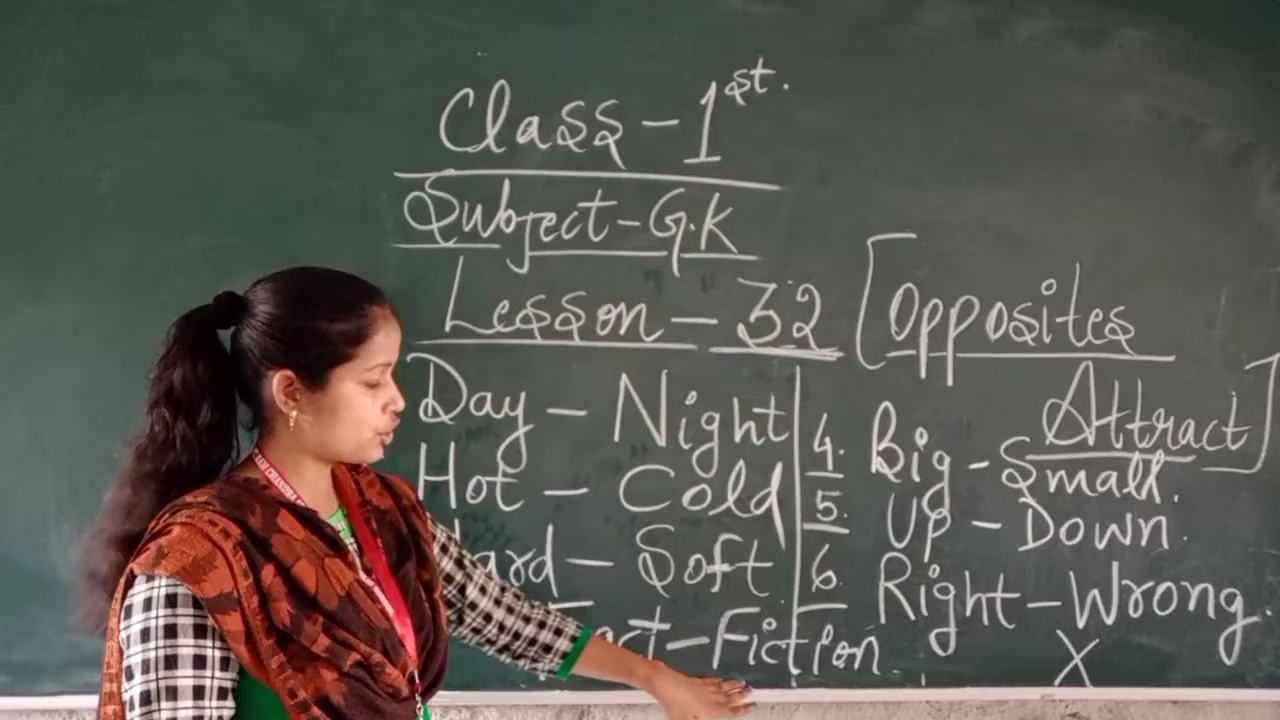 Class - 1st.
Subject - G.K
Lesson - 32 [Opposites
Attract]
Day - Night
Hot - Cold
Soft
- Fiction
4. Big - Small.
5. Up - Down.
6. Right - Wrong.
X